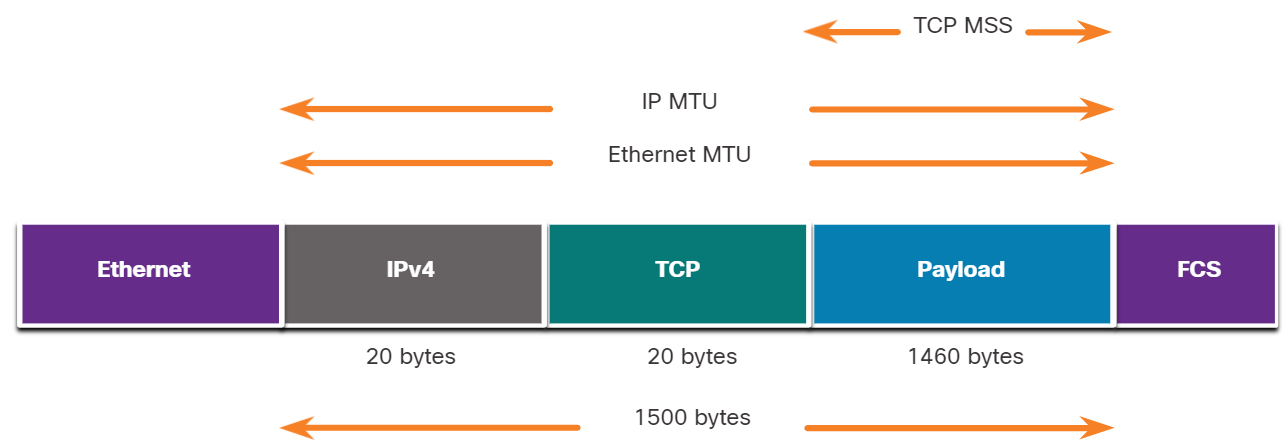 TCP MSS
IP MTU
Ethernet MTU
Ethernet
IPv4
TCP
Payload
FCS
20 bytes
20 bytes
1460 bytes
1500 bytes